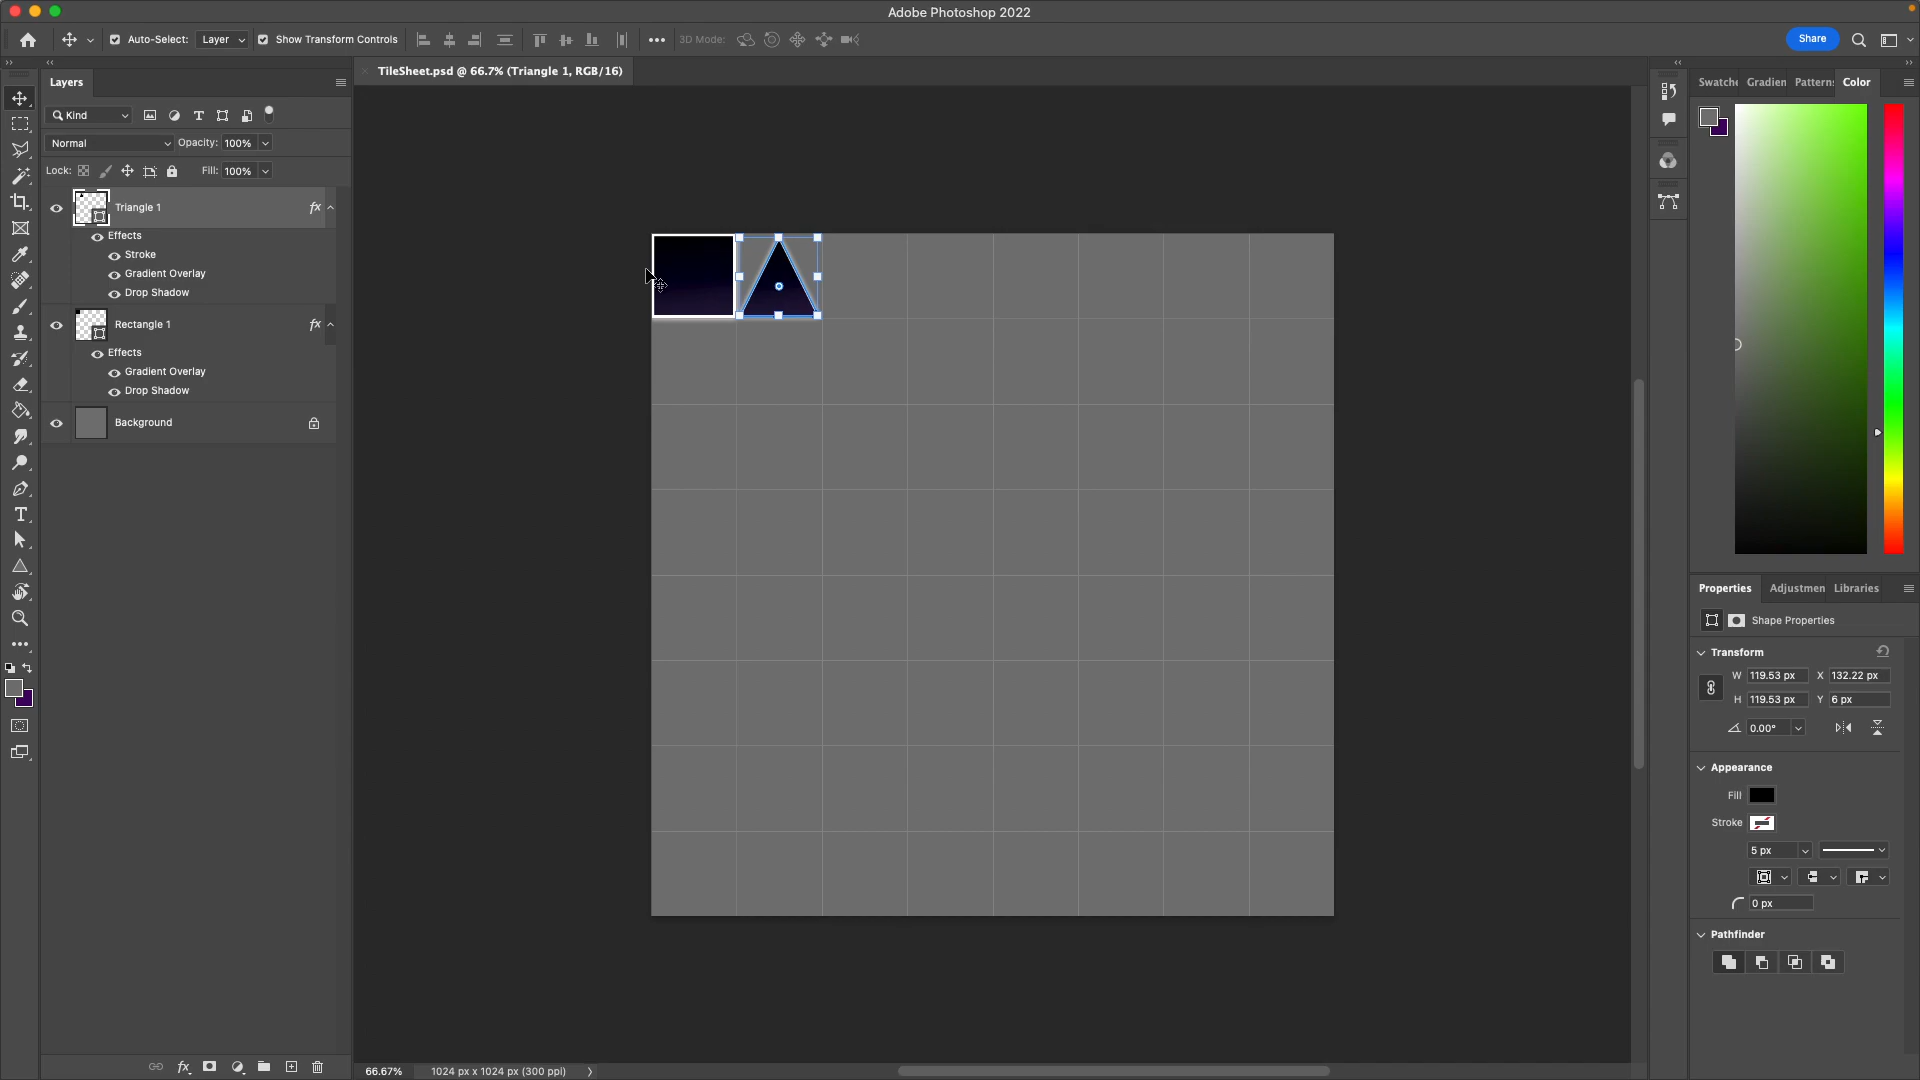 Adobe Photoshop 2022
Auto-Select: Layer Show Transform Controls 3D Mode: Share
Layers
TileSheet.psd @ 66.7% (Triangle 1, RGB/16)
Swatche Gradien Pattern: Color
Kind
Normal Opacity: 100%
Lock: Fill: 100%
Triangle 1 fx
Effects
Stroke
Gradient Overlay
Drop Shadow
Rectangle 1 fx
Effects
Gradient Overlay
Drop Shadow
Background
Properties Adjustmen Libraries
Shape Properties
Transform
W 119.53 px X 132.22 px
H 119.53 px Y 6 px
0.00°
Appearance
Fill
Stroke
5 px
0 px
Pathfinder
fx
66.67% 1024 px x 1024 px (300 ppi)